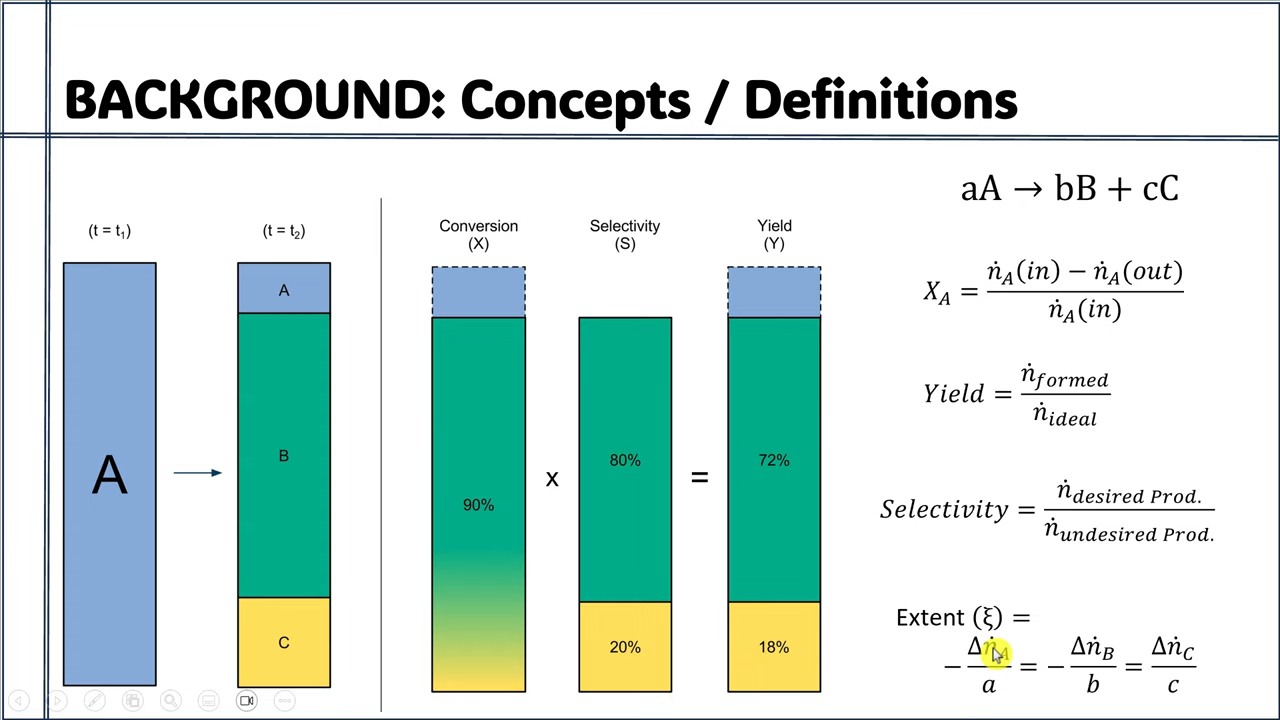 BACKGROUND: Concepts / Definitions
(t = t₁)
(t = t₂)
A
A
B
C
Conversion
(X)
Selectivity
(S)
Yield
(Y)
90%
x
80%
20%
=
72%
18%
aA → bB + cC
X_A = (ṅ_A(in) − ṅ_A(out)) / ṅ_A(in)
Yield = ṅ_formed / ṅ_ideal
Selectivity = ṅ_desired Prod. / ṅ_undesired Prod.
Extent (ξ) =
− Δṅ_A / a = − Δṅ_B / b = Δṅ_C / c